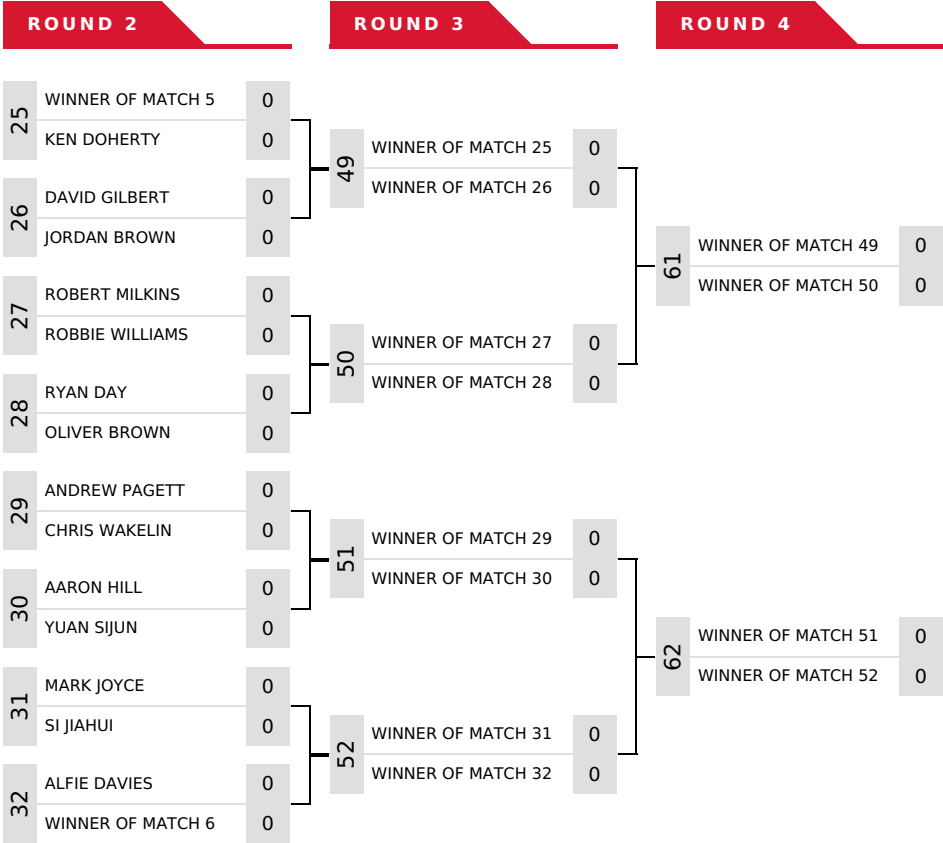 ROUND 2
ROUND 3
ROUND 4
25
WINNER OF MATCH 5 0
KEN DOHERTY 0
26
DAVID GILBERT 0
JORDAN BROWN 0
27
ROBERT MILKINS 0
ROBBIE WILLIAMS 0
28
RYAN DAY 0
OLIVER BROWN 0
29
ANDREW PAGETT 0
CHRIS WAKELIN 0
30
AARON HILL 0
YUAN SIJUN 0
31
MARK JOYCE 0
SI JIAHUI 0
32
ALFIE DAVIES 0
WINNER OF MATCH 6 0
49
WINNER OF MATCH 25 0
WINNER OF MATCH 26 0
50
WINNER OF MATCH 27 0
WINNER OF MATCH 28 0
51
WINNER OF MATCH 29 0
WINNER OF MATCH 30 0
52
WINNER OF MATCH 31 0
WINNER OF MATCH 32 0
61
WINNER OF MATCH 49 0
WINNER OF MATCH 50 0
62
WINNER OF MATCH 51 0
WINNER OF MATCH 52 0